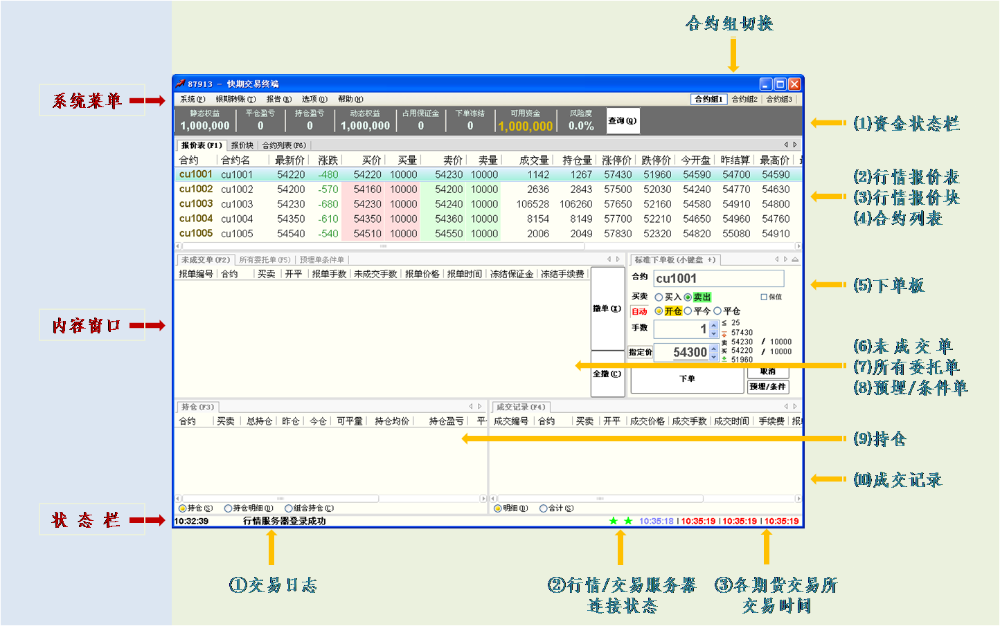 合约组切换
87913 - 快期交易终端
系统菜单
系统(F) 银期转账(T) 报告(R) 选项(O) 帮助(H) 合约组1 合约组2 合约组3
静态权益 平仓盈亏 持仓盈亏 动态权益 占用保证金 下单冻结 可用资金 风险度
查询(Q)
1,000,000 0 0 1,000,000 0 0 1,000,000 0.0%
(1)资金状态栏
报价表(F1) 报价块 合约列表(F6)
合约 合约名 最新价 涨跌 买价 买量 卖价 卖量 成交量 持仓量 涨停价 跌停价 今开盘 昨结算 最高价
cu1001 cu1001 54220 -480 54220 10000 54230 10000 1142 1267 57430 51960 54590 54700 54590
cu1002 cu1002 54200 -570 54160 10000 54200 10000 2636 2843 57500 52030 54240 54770 54630
cu1003 cu1003 54230 -680 54230 10000 54240 10000 106528 106260 57650 52160 54580 54910 54800
cu1004 cu1004 54350 -610 54350 10000 54360 10000 8154 8149 57700 52210 54650 54960 54760
cu1005 cu1005 54540 -540 54510 10000 54550 10000 2006 2049 57830 52320 54820 55080 54910
(2)行情报价表
(3)行情报价块
(4)合约列表
未成交单(F2) 所有委托单(F5) 预埋单条件单
报单编号 合约 买卖 开平 报单手数 未成交手数 报单价格 报单时间 冻结保证金 冻结手续费
撤单(X)
全撤(C)
标准下单板(小键盘 +)
合约 cu1001
买卖 买入 卖出 保值
自动 开仓 平今 平仓
手数 1 ≤ 25
57430
卖 54230 / 10000
指定价 54300 买 54220 / 10000
51960
下单 取消
预埋/条件
(5)下单板
内容窗口
(6)未成交单
(7)所有委托单
(8)预埋/条件单
持仓(F3)
合约 买卖 总持仓 昨仓 今仓 可平量 持仓均价 持仓盈亏 平
成交记录(F4)
成交编号 合约 买卖 开平 成交价格 成交手数 成交时间 手续费 报
(9)持仓
(10)成交记录
持仓(S) 持仓明细(D) 组合持仓(C)
明细(D) 合计(S)
状态栏
10:32:39 行情服务器登录成功 10:35:18 10:35:19 10:35:19 10:35:19
①交易日志
②行情/交易服务器
连接状态
③各期货交易所
交易时间